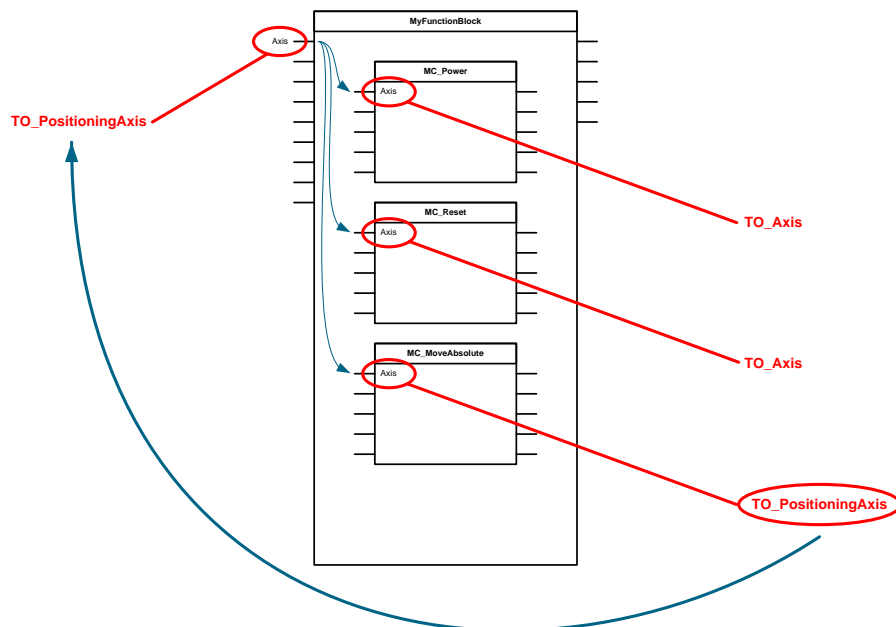 MyFunctionBlock
Axis
MC_Power
Axis
TO_PositioningAxis
MC_Reset
TO_Axis
Axis
MC_MoveAbsolute
TO_Axis
Axis
TO_PositioningAxis